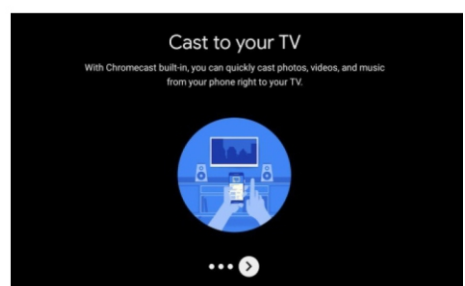 Cast to your TV
With Chromecast built-in, you can quickly cast photos, videos, and music
from your phone right to your TV.